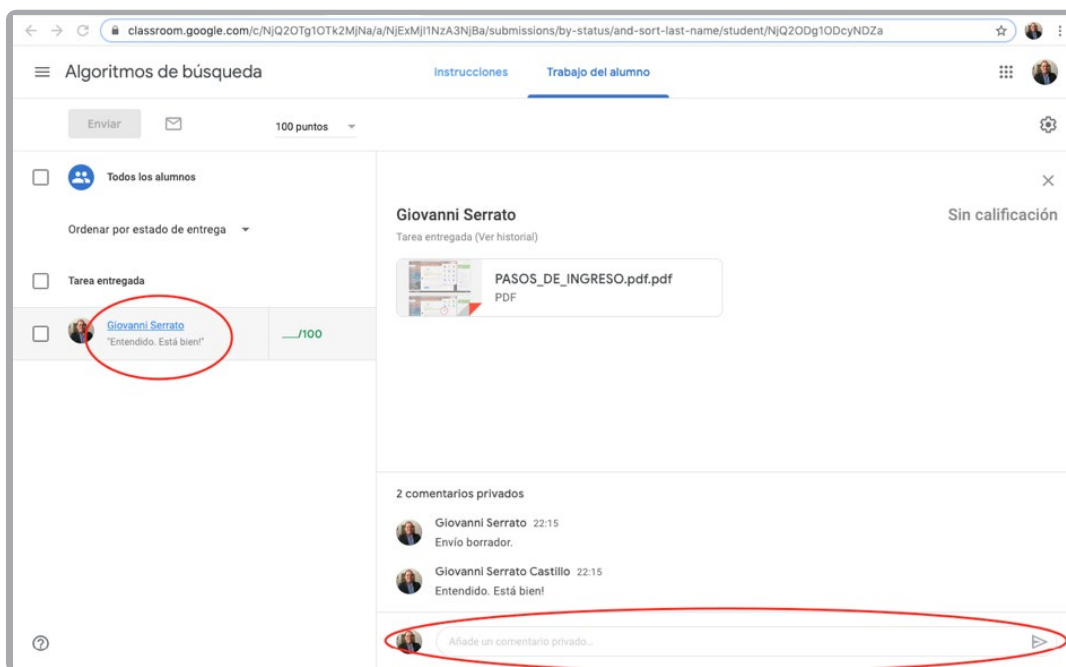 classroom.google.com/c/NjQ2OTg1OTk2MjNa/a/NjExMjI1NzA3NjBa/submissions/by-status/and-sort-last-name/student/NjQ2ODg1ODcyNDZa
Algoritmos de búsqueda
Instrucciones
Trabajo del alumno
Enviar
100 puntos
Todos los alumnos
Ordenar por estado de entrega
Tarea entregada
Giovanni Serrato
"Entendido. Está bien!"
__/100
Giovanni Serrato
Sin calificación
Tarea entregada (Ver historial)
PASOS_DE_INGRESO.pdf.pdf
PDF
2 comentarios privados
Giovanni Serrato 22:15
Envío borrador.
Giovanni Serrato Castillo 22:15
Entendido. Está bien!
Añade un comentario privado...